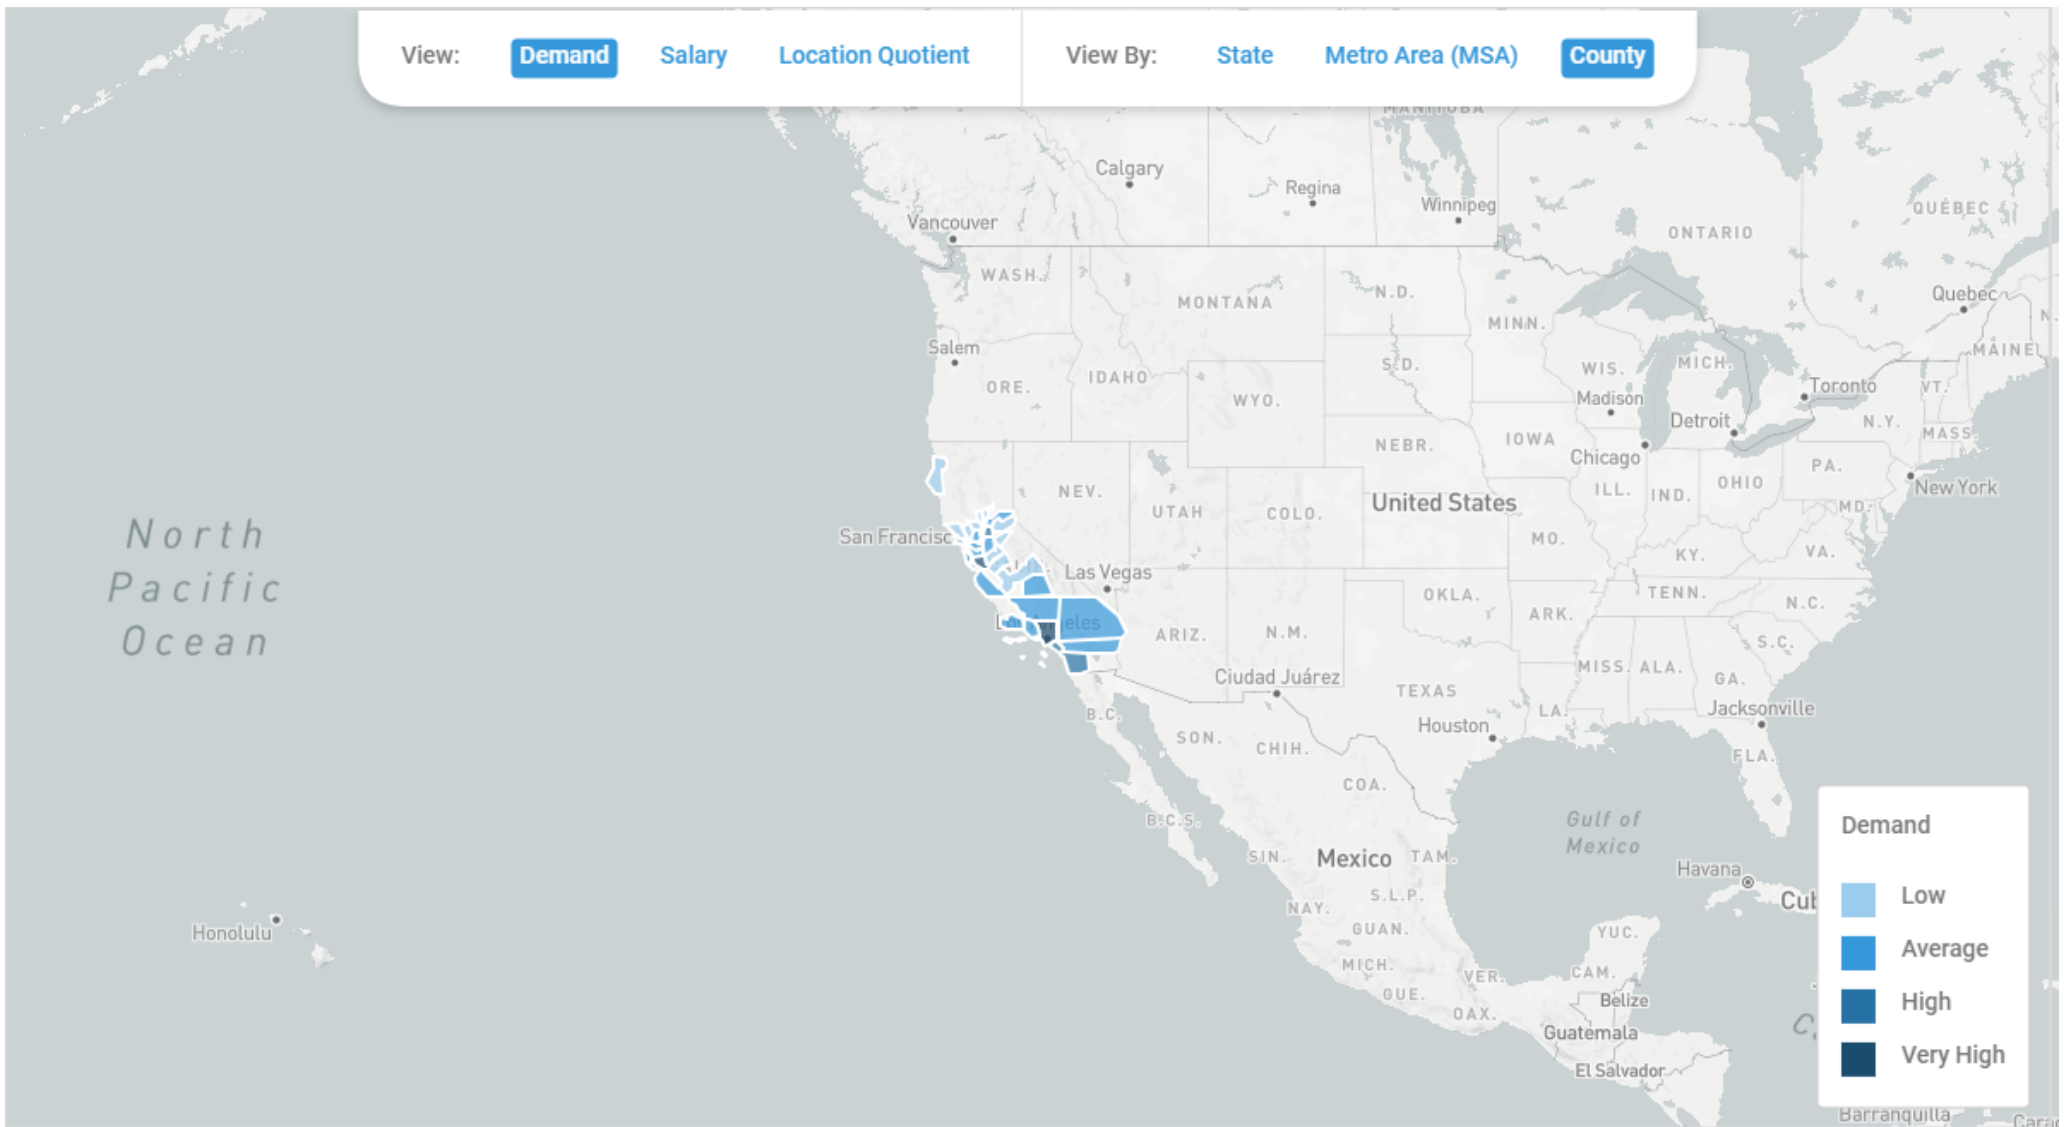 View: Demand Salary Location Quotient View By: State Metro Area (MSA) County
MANITOBA
Calgary
Regina
Winnipeg
Vancouver
QUÉBEC
ONTARIO
WASH.
MONTANA
N.D.
Quebec
MINN.
N.
Salem
MAINE
ORE.
IDAHO
S.D.
WIS.
MICH.
Toronto
VT.
WYO.
Madison
Detroit
N.Y.
MASS.
NEBR.
IOWA
Chicago
PA.
NEV.
UTAH
COLO.
United States
ILL.
IND.
OHIO
New York
MD.
North
Pacific
Ocean
San Francisc
MO.
KY.
VA.
Las Vegas
OKLA.
ARK.
TENN.
N.C.
Los Angeles
ARIZ.
N.M.
S.C.
MISS.
ALA.
GA.
Ciudad Juárez
TEXAS
LA.
Jacksonville
B.C.
Houston
SON.
CHIH.
FLA.
COA.
B.C.S.
Gulf of
Mexico
SIN.
Mexico
TAM.
Havana
Cub
S.L.P.
NAY.
GUAN.
YUC.
Honolulu
MICH.
VER.
CAM.
GUE.
Belize
OAX.
Guatemala
C
El Salvador
Demand
Low
Average
High
Very High
Barranquilla
Cara